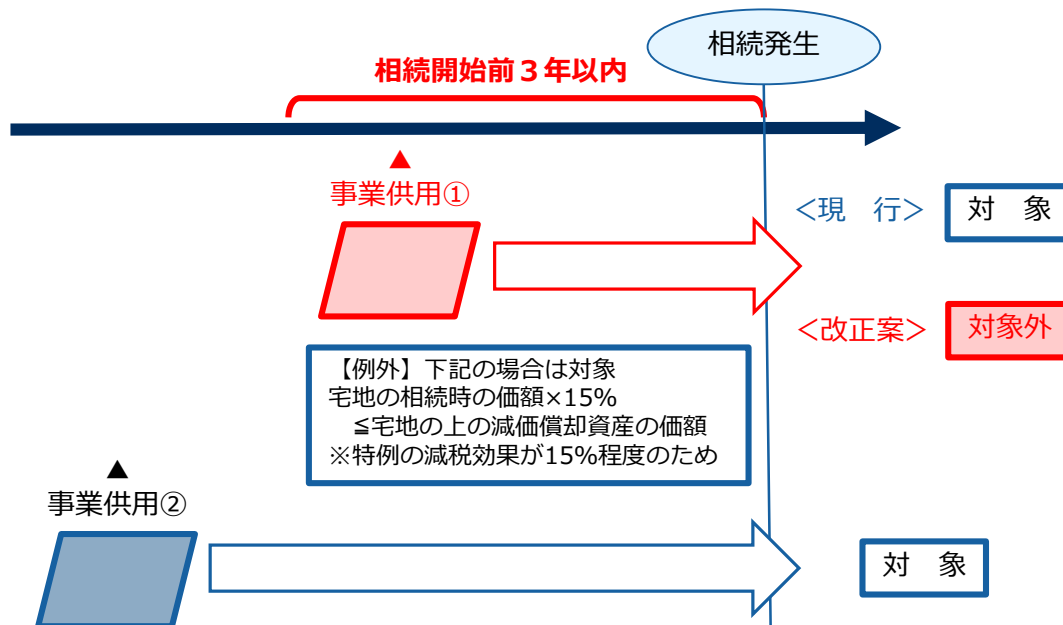 相続発生
相続開始前３年以内
▲
事業供用①
＜現　行＞
対　象
＜改正案＞
対象外
【例外】下記の場合は対象
宅地の相続時の価額×15%
　≦宅地の上の減価償却資産の価額
※特例の減税効果が15%程度のため
▲
事業供用②
対　象